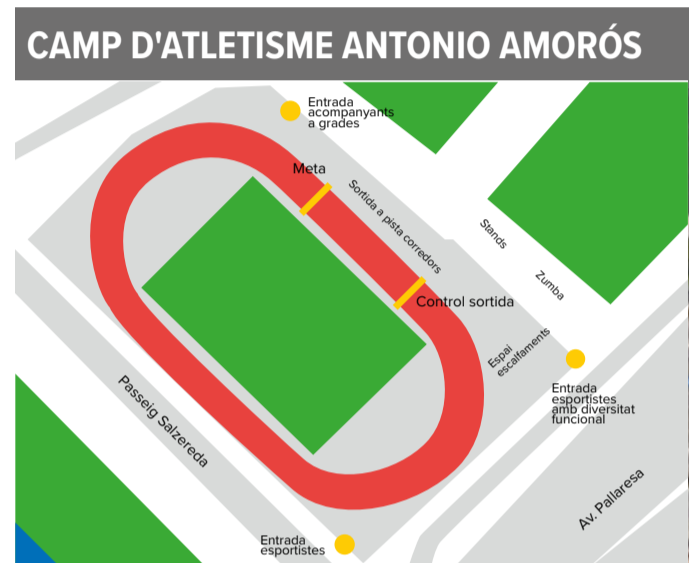 CAMP D'ATLETISME ANTONIO AMORÓS
Entrada
acompanyants
a grades
Meta
Sortida a pista corredors
Stands
Zumba
Control sortida
Espai
escalfaments
Entrada
esportistes
amb diversitat
funcional
Passeig Salzereda
Av. Pallaresa
Entrada
esportistes